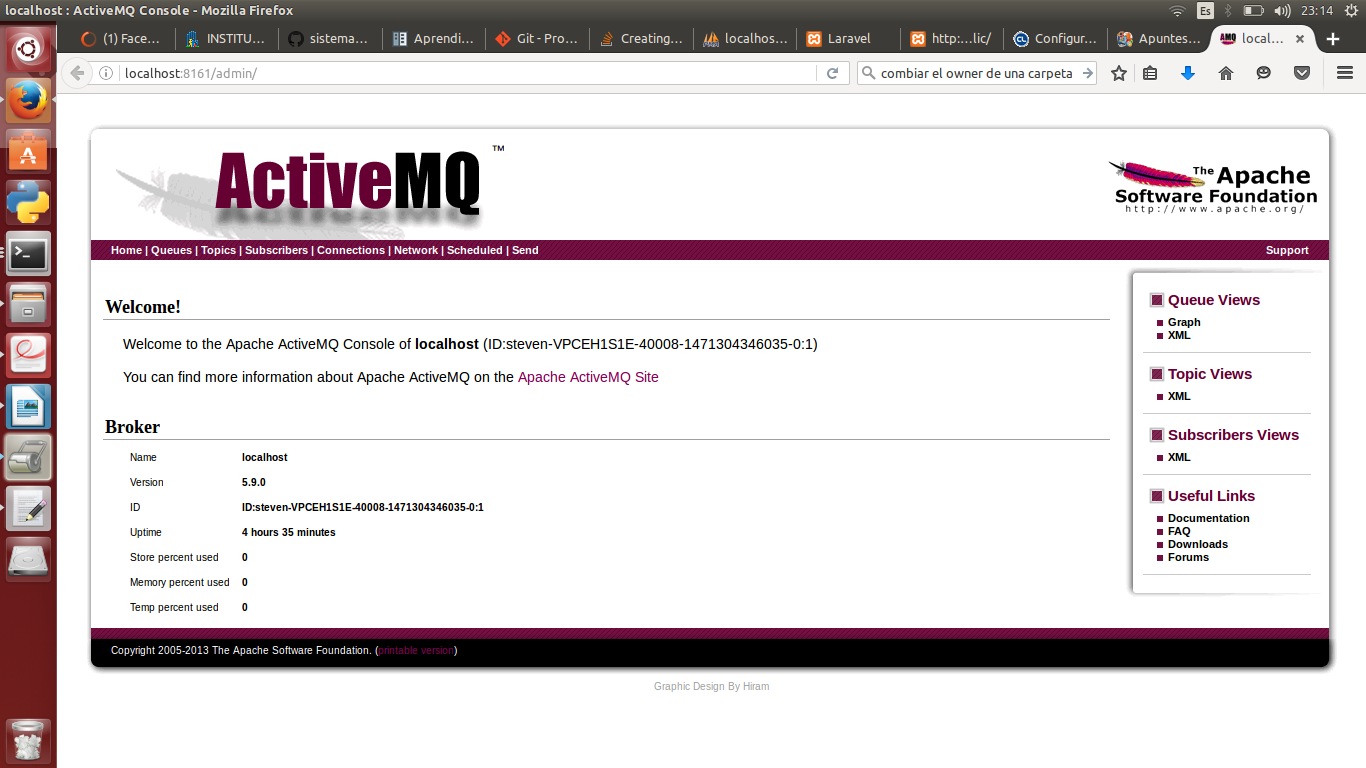 localhost : ActiveMQ Console - Mozilla Firefox
Es
23:14
(1) Face...
INSTITU...
sistema...
Aprendi...
Git - Pro...
Creating...
localhos...
Laravel
http:...lic/
Configur...
Apuntes...
local...
localhost:8161/admin/
combiar el owner de una carpeta
ActiveMQ ™
The Apache
Software Foundation
http://www.apache.org/
Home | Queues | Topics | Subscribers | Connections | Network | Scheduled | Send
Support
Welcome!
Welcome to the Apache ActiveMQ Console of localhost (ID:steven-VPCEH1S1E-40008-1471304346035-0:1)
You can find more information about Apache ActiveMQ on the Apache ActiveMQ Site
Broker
Name localhost
Version 5.9.0
ID ID:steven-VPCEH1S1E-40008-1471304346035-0:1
Uptime 4 hours 35 minutes
Store percent used 0
Memory percent used 0
Temp percent used 0
Queue Views
Graph
XML
Topic Views
XML
Subscribers Views
XML
Useful Links
Documentation
FAQ
Downloads
Forums
Copyright 2005-2013 The Apache Software Foundation. (printable version)
Graphic Design By Hiram